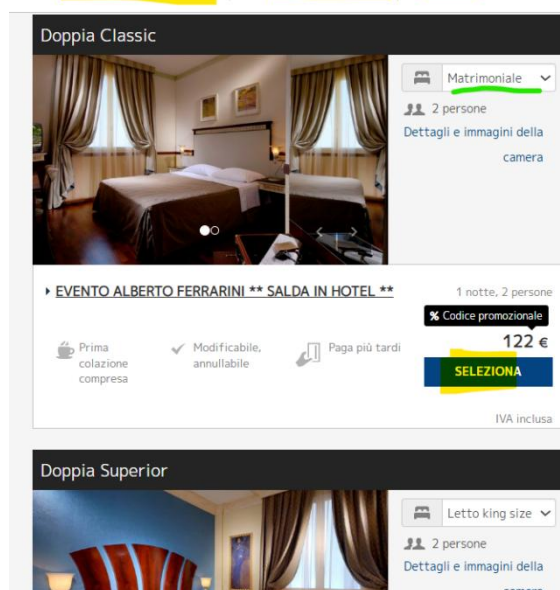 Doppia Classic
Matrimoniale
2 persone
Dettagli e immagini della
camera
EVENTO ALBERTO FERRARINI ** SALDA IN HOTEL **
1 notte, 2 persone
% Codice promozionale
122 €
Prima
colazione
compresa
Modificabile,
annullabile
Paga più tardi
SELEZIONA
IVA inclusa
Doppia Superior
Letto king size
2 persone
Dettagli e immagini della
camera